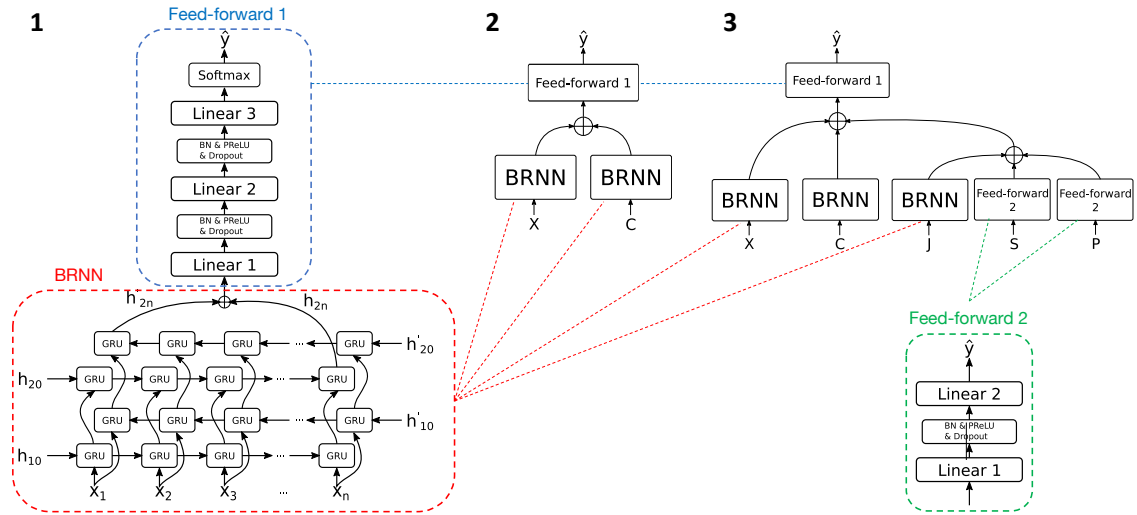 1
Feed-forward 1
ŷ
Softmax
Linear 3
BN & PReLU
& Dropout
Linear 2
BN & PReLU
& Dropout
Linear 1
BRNN
h'2n
h2n
GRU GRU GRU ... GRU h'20
h20 GRU GRU GRU ... GRU
GRU GRU GRU ... GRU h'10
h10 GRU GRU GRU ... GRU
x1 x2 x3 ... xn
2
ŷ
Feed-forward 1
BRNN BRNN
X C
3
ŷ
Feed-forward 1
BRNN BRNN BRNN Feed-forward 2 Feed-forward 2
X C J S P
Feed-forward 2
ŷ
Linear 2
BN & PReLU
& Dropout
Linear 1